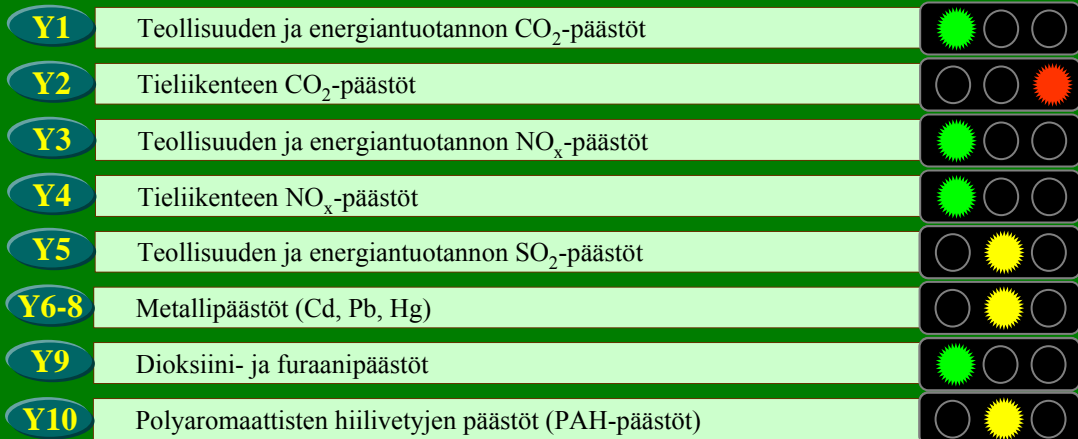 Y1 Teollisuuden ja energiantuotannon CO₂-päästöt
Y2 Tieliikenteen CO₂-päästöt
Y3 Teollisuuden ja energiantuotannon NOₓ-päästöt
Y4 Tieliikenteen NOₓ-päästöt
Y5 Teollisuuden ja energiantuotannon SO₂-päästöt
Y6-8 Metallipäästöt (Cd, Pb, Hg)
Y9 Dioksiini- ja furaanipäästöt
Y10 Polyaromaattisten hiilivetyjen päästöt (PAH-päästöt)